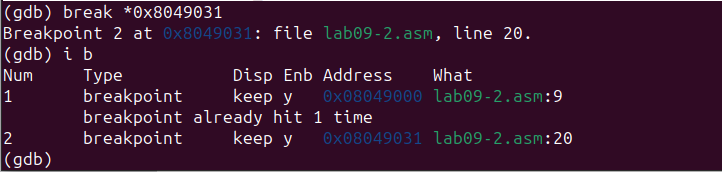 (gdb) break *0x8049031
Breakpoint 2 at 0x8049031: file lab09-2.asm, line 20.
(gdb) i b
Num     Type           Disp Enb Address    What
1       breakpoint     keep y   0x08049000 lab09-2.asm:9
        breakpoint already hit 1 time
2       breakpoint     keep y   0x08049031 lab09-2.asm:20
(gdb)